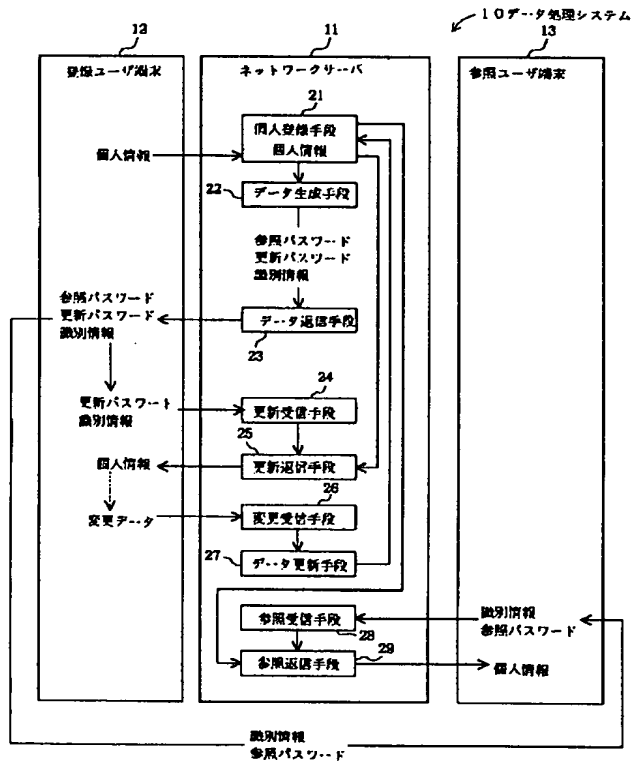 10データ処理システム
12
11
13
登録ユーザ端末
ネットワークサーバ
参照ユーザ端末
21
個人登録手段
個人情報
個人情報
22
データ生成手段
参照パスワード
更新パスワード
識別情報
参照パスワード
更新パスワード
識別情報
データ返信手段
23
24
更新パスワード
識別情報
更新受信手段
25
個人情報
更新返信手段
26
変更データ
変更受信手段
27
データ更新手段
参照受信手段
28
識別情報
参照パスワード
29
参照返信手段
個人情報
識別情報
参照パスワード